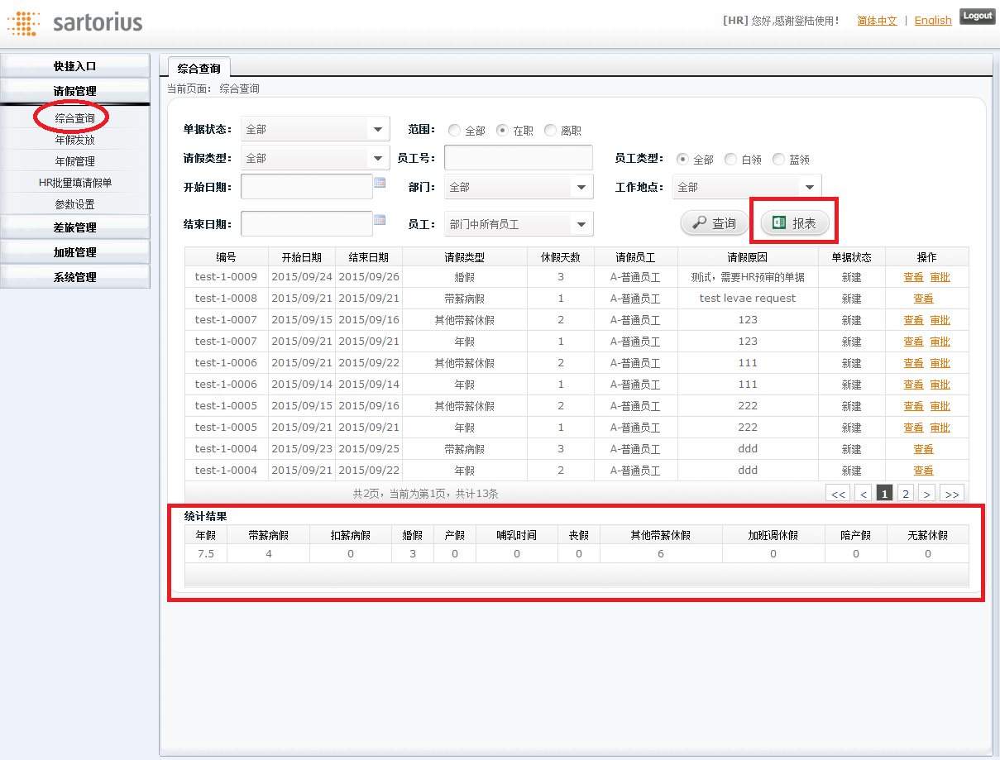 sartorius
[HR] 您好,感谢登陆使用! 简体中文 | English Logout
快捷入口
请假管理
综合查询
年假发放
年假管理
HR批量填请假单
参数设置
差旅管理
加班管理
系统管理
综合查询
当前页面: 综合查询
单据状态: 全部 范围: 全部 在职 离职
请假类型: 全部 员工号: 员工类型: 全部 白领 蓝领
开始日期: 部门: 全部 工作地点: 全部
结束日期: 员工: 部门中所有员工 查询 报表
编号 开始日期 结束日期 请假类型 休假天数 请假员工 请假原因 单据状态 操作
test-1-0009 2015/09/24 2015/09/26 婚假 3 A-普通员工 测试，需要HR预审的单据 新建 查看 审批
test-1-0008 2015/09/21 2015/09/21 带薪病假 1 A-普通员工 test levae request 新建 查看
test-1-0007 2015/09/15 2015/09/16 其他带薪休假 2 A-普通员工 123 新建 查看 审批
test-1-0007 2015/09/21 2015/09/21 年假 1 A-普通员工 123 新建 查看 审批
test-1-0006 2015/09/21 2015/09/22 其他带薪休假 2 A-普通员工 111 新建 查看 审批
test-1-0006 2015/09/14 2015/09/14 年假 1 A-普通员工 111 新建 查看 审批
test-1-0005 2015/09/15 2015/09/16 其他带薪休假 2 A-普通员工 222 新建 查看 审批
test-1-0005 2015/09/21 2015/09/21 年假 1 A-普通员工 222 新建 查看 审批
test-1-0004 2015/09/23 2015/09/25 带薪病假 3 A-普通员工 ddd 新建 查看
test-1-0004 2015/09/21 2015/09/22 年假 2 A-普通员工 ddd 新建 查看
共2页，当前为第1页，共计13条 << < 1 2 > >>
统计结果
年假 带薪病假 扣薪病假 婚假 产假 哺乳时间 丧假 其他带薪休假 加班调休假 陪产假 无薪休假
7.5 4 0 3 0 0 0 6 0 0 0